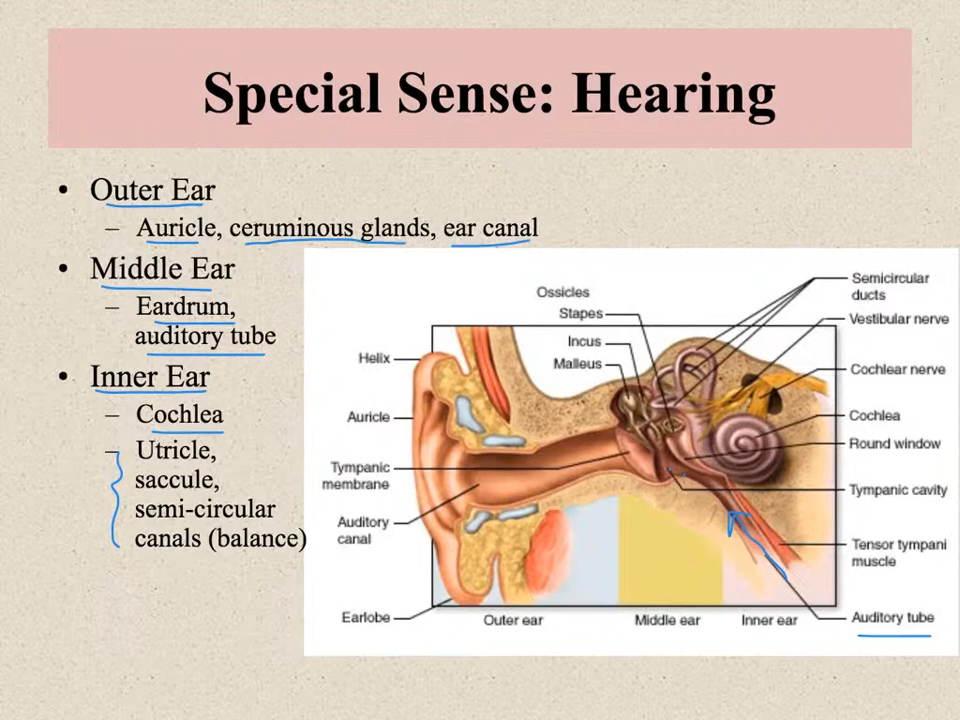 Special Sense: Hearing
• Outer Ear
– Auricle, ceruminous glands, ear canal
• Middle Ear
– Eardrum,
auditory tube
• Inner Ear
– Cochlea
– Utricle,
saccule,
semi-circular
canals (balance)
Ossicles
Stapes
Incus
Malleus
Helix
Auricle
Tympanic
membrane
Auditory
canal
Earlobe
Semicircular
ducts
Vestibular nerve
Cochlear nerve
Cochlea
Round window
Tympanic cavity
Tensor tympani
muscle
Auditory tube
Outer ear
Middle ear
Inner ear